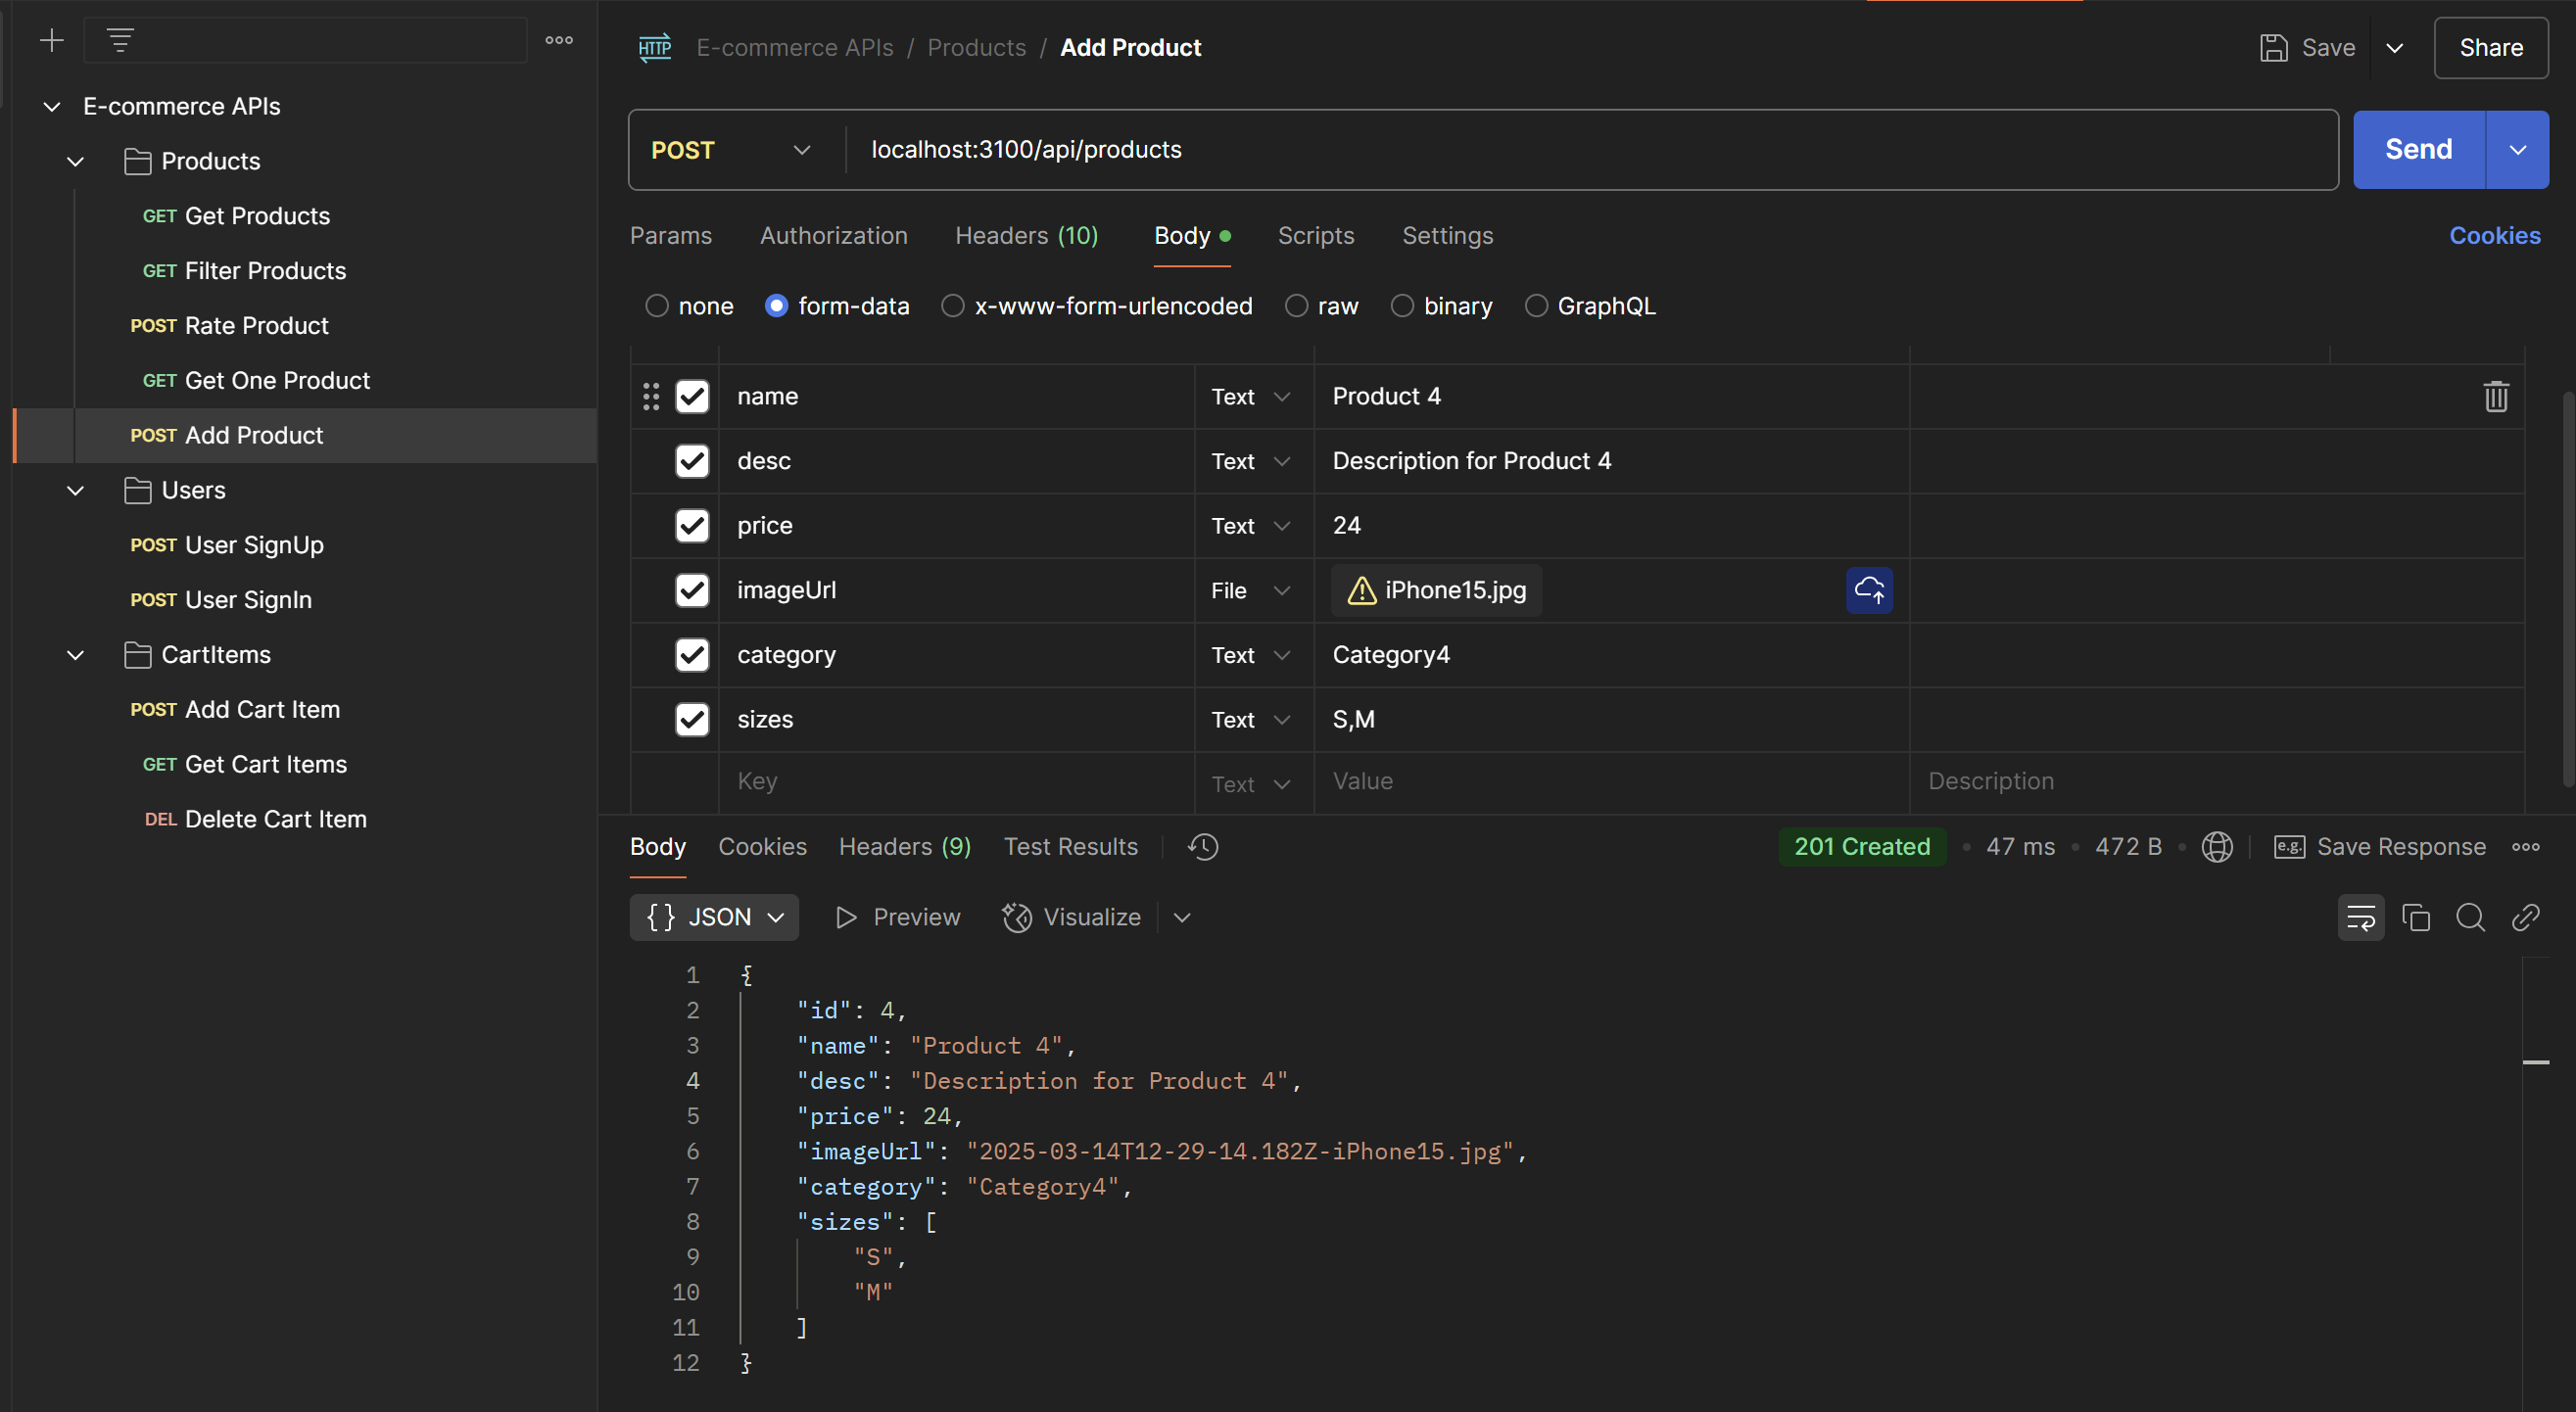 E-commerce APIs
Products
GET Get Products
GET Filter Products
POST Rate Product
GET Get One Product
POST Add Product
Users
POST User SignUp
POST User SignIn
CartItems
POST Add Cart Item
GET Get Cart Items
DEL Delete Cart Item
HTTP E-commerce APIs / Products / Add Product
Save Share
POST localhost:3100/api/products Send
Params Authorization Headers (10) Body Scripts Settings Cookies
none form-data x-www-form-urlencoded raw binary GraphQL
name Text Product 4
desc Text Description for Product 4
price Text 24
imageUrl File iPhone15.jpg
category Text Category4
sizes Text S,M
Key Text Value Description
Body Cookies Headers (9) Test Results 201 Created • 47 ms • 472 B • e.g. Save Response
{} JSON Preview Visualize
1 {
2 "id": 4,
3 "name": "Product 4",
4 "desc": "Description for Product 4",
5 "price": 24,
6 "imageUrl": "2025-03-14T12-29-14.182Z-iPhone15.jpg",
7 "category": "Category4",
8 "sizes": [
9 "S",
10 "M"
11 ]
12 }